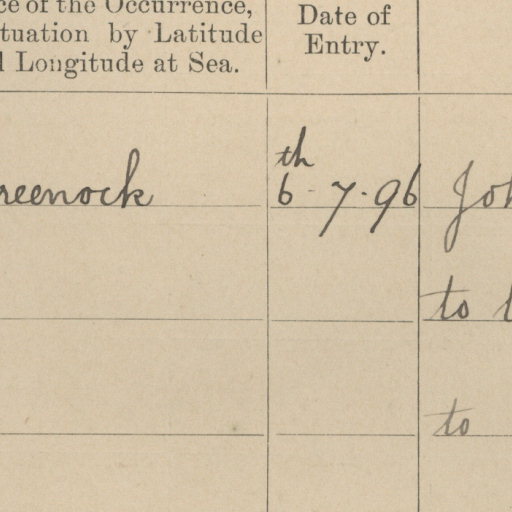 ce of the Occurrence,
tuation by Latitude
l Longitude at Sea.
Date of
Entry.
reenock
6th-7-96
Joh
to
to